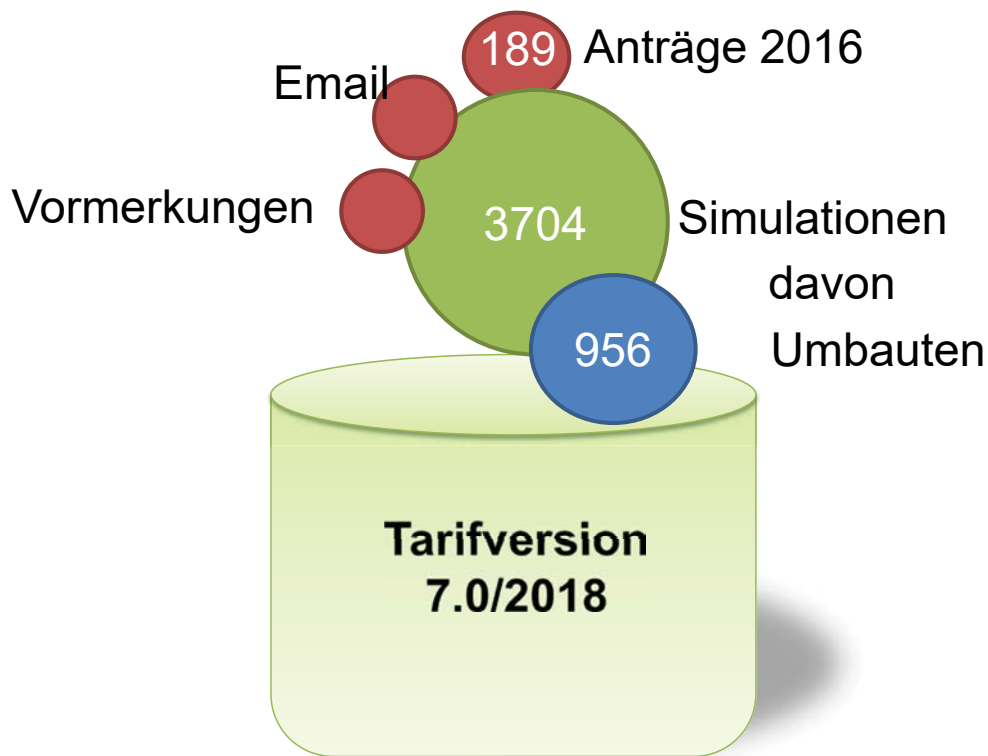 189 Anträge 2016
Email
Vormerkungen
3704 Simulationen
davon
956 Umbauten
Tarifversion
7.0/2018